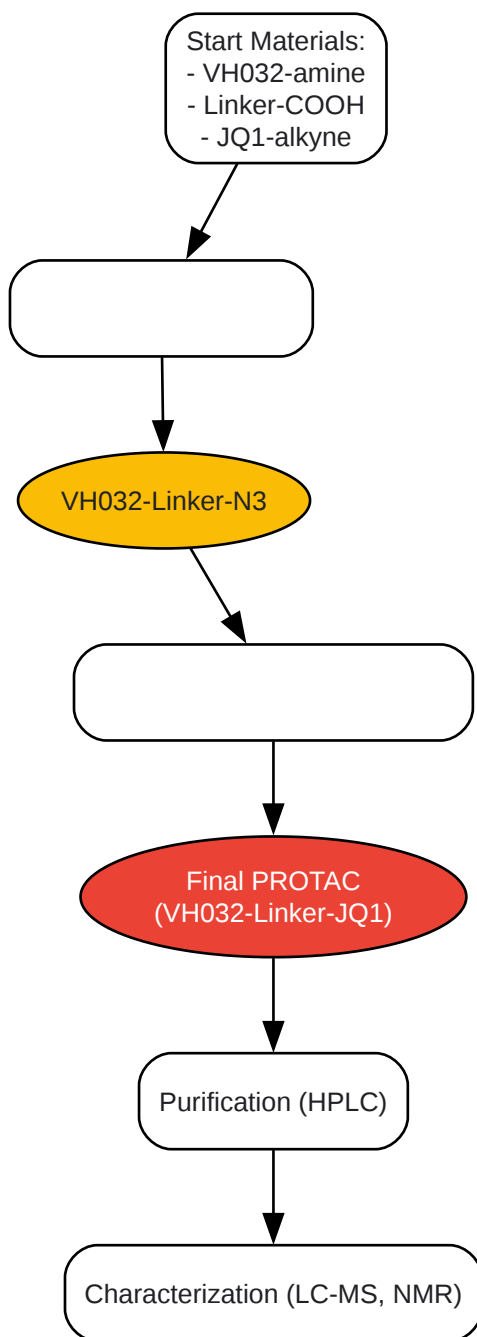 Start Materials:
- VH032-amine
- Linker-COOH
- JQ1-alkyne
VH032-Linker-N3
Final PROTAC
(VH032-Linker-JQ1)
Purification (HPLC)
Characterization (LC-MS, NMR)